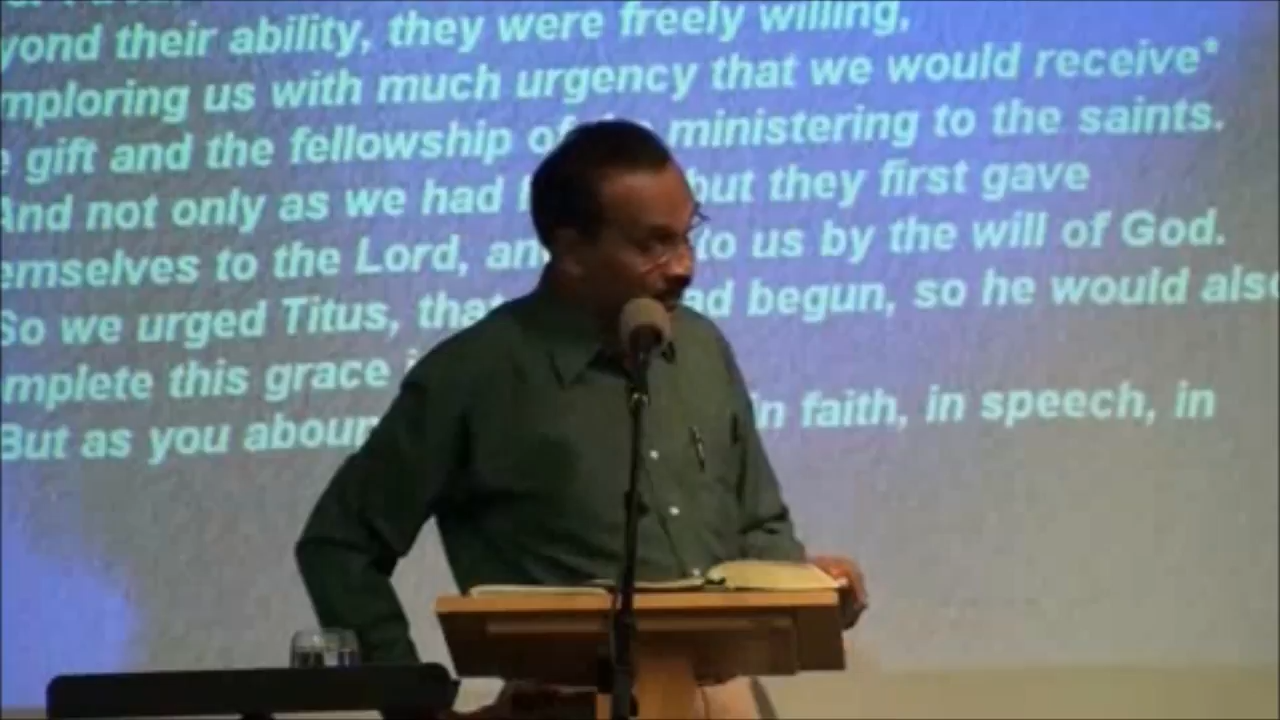 yond their ability, they were freely willing,
mploring us with much urgency that we would receive*
e gift and the fellowship of ministering to the saints.
And not only as we had but they first gave
emselves to the Lord, an to us by the will of God.
So we urged Titus, tha ad begun, so he would also
mplete this grace
But as you aboun in faith, in speech, in